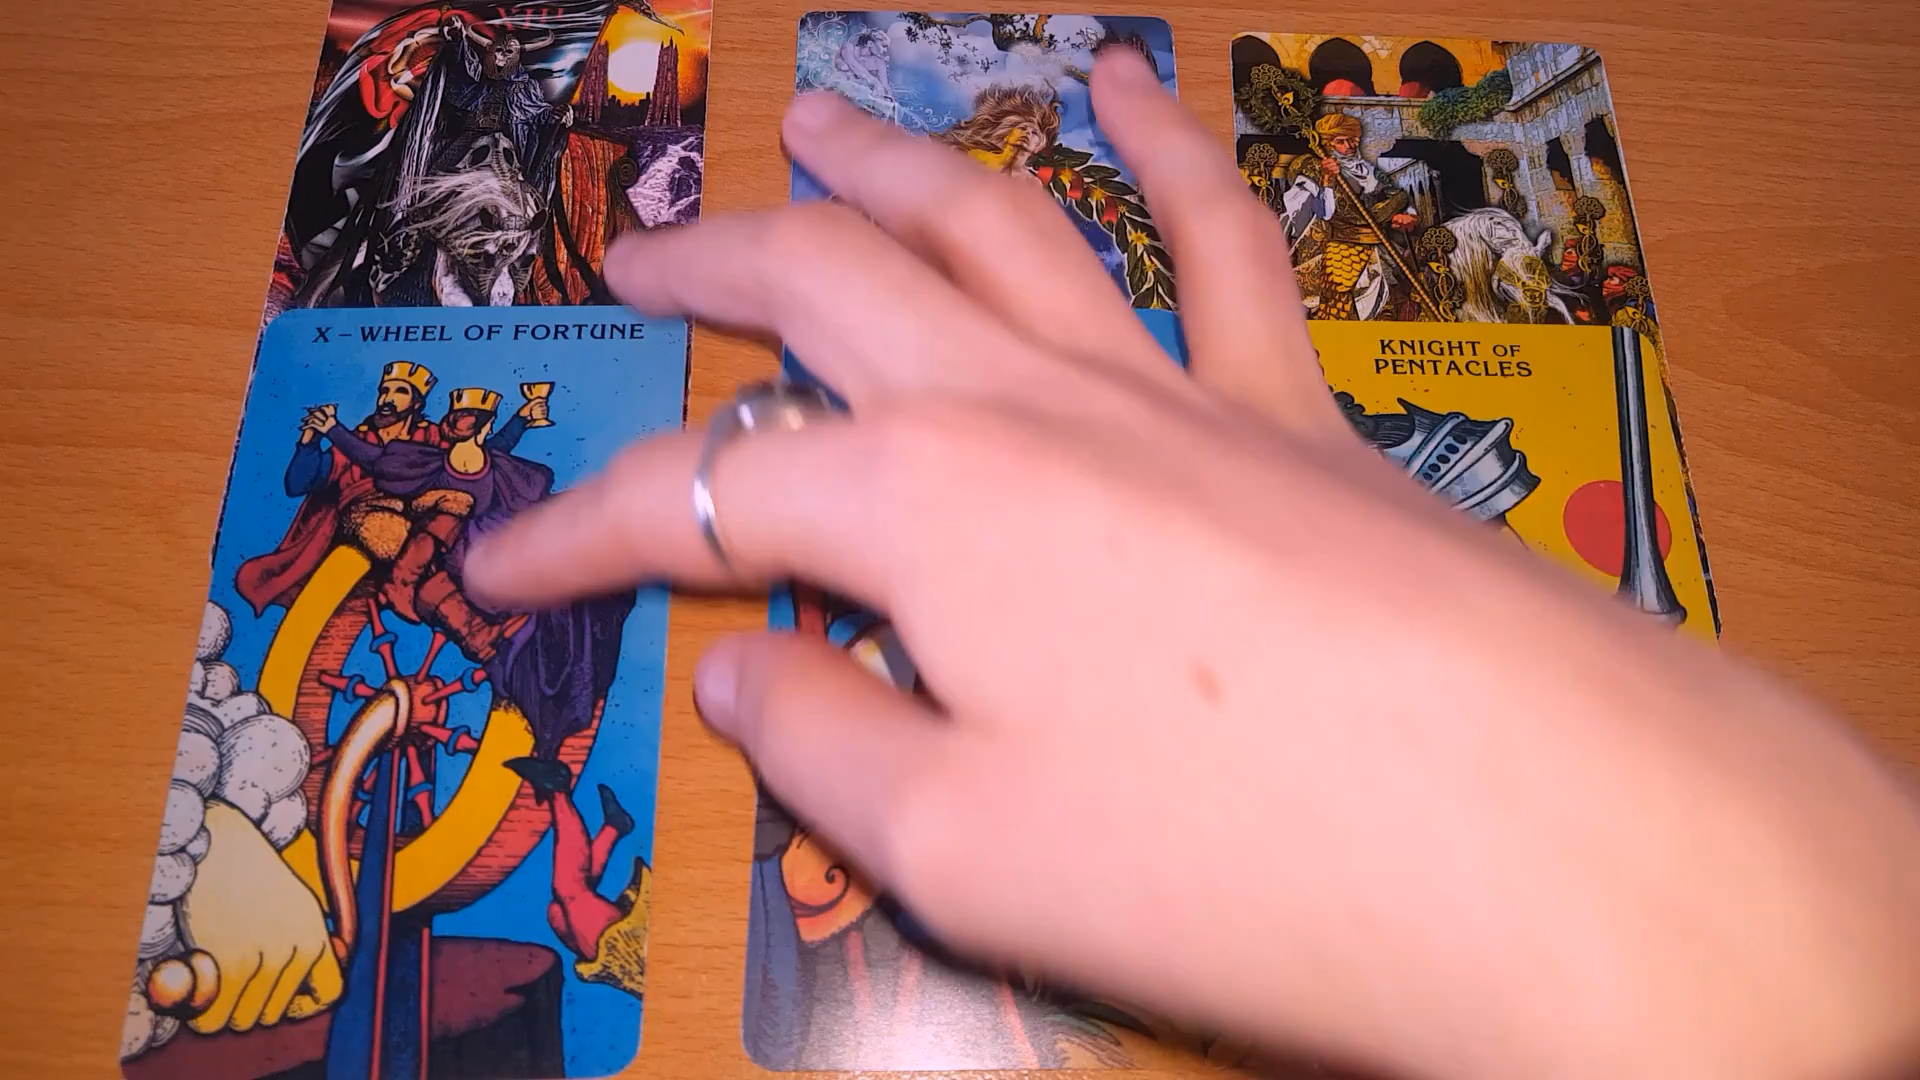 X – WHEEL OF FORTUNE
KNIGHT OF
PENTACLES